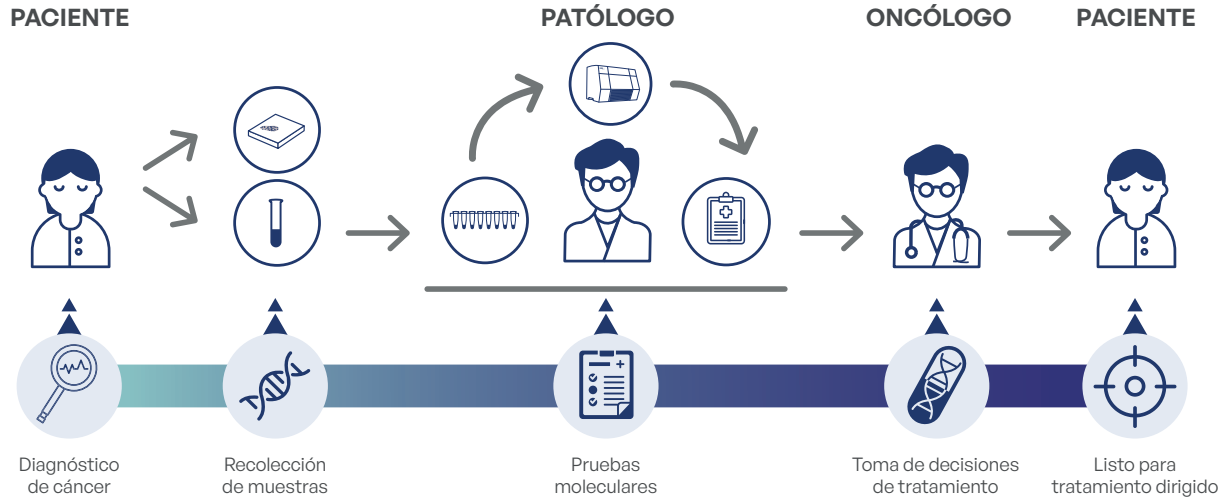 PACIENTE
PATÓLOGO
ONCÓLOGO
PACIENTE
Diagnóstico
de cáncer
Recolección
de muestras
Pruebas
moleculares
Toma de decisiones
de tratamiento
Listo para
tratamiento dirigido